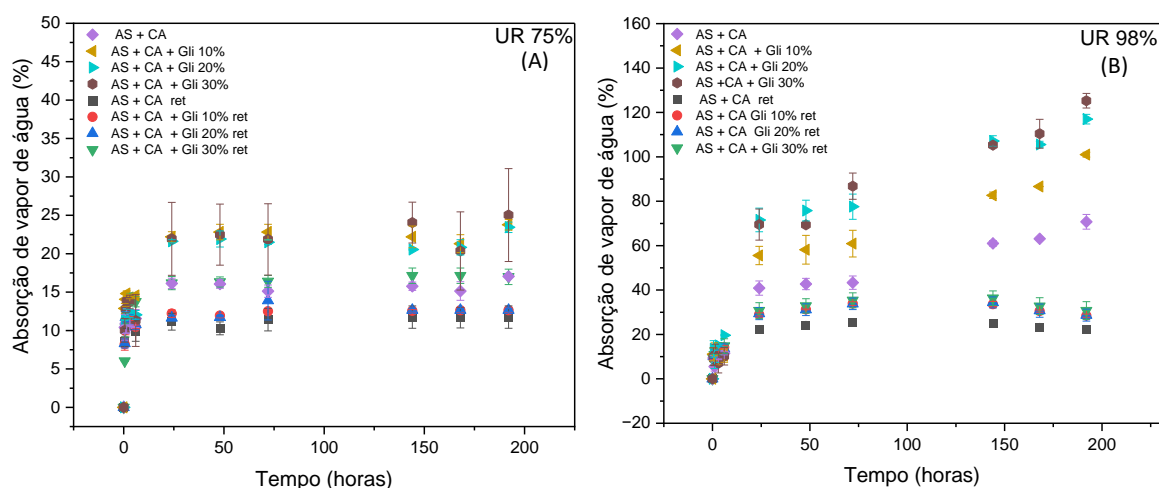 UR 75%
(A)
AS + CA
AS + CA + Gli 10%
AS + CA + Gli 20%
AS + CA + Gli 30%
AS + CA ret
AS + CA + Gli 10% ret
AS + CA + Gli 20% ret
AS + CA + Gli 30% ret
Absorção de vapor de água (%)
50
45
40
35
30
25
20
15
10
5
0
0
50
100
150
200
Tempo (horas)
UR 98%
(B)
AS + CA
AS + CA + Gli 10%
AS + CA + Gli 20%
AS +CA + Gli 30%
AS + CA ret
AS + CA Gli 10% ret
AS + CA Gli 20% ret
AS + CA + Gli 30% ret
Absorção de vapor de água (%)
160
140
120
100
80
60
40
20
0
−20
0
50
100
150
200
Tempo (horas)